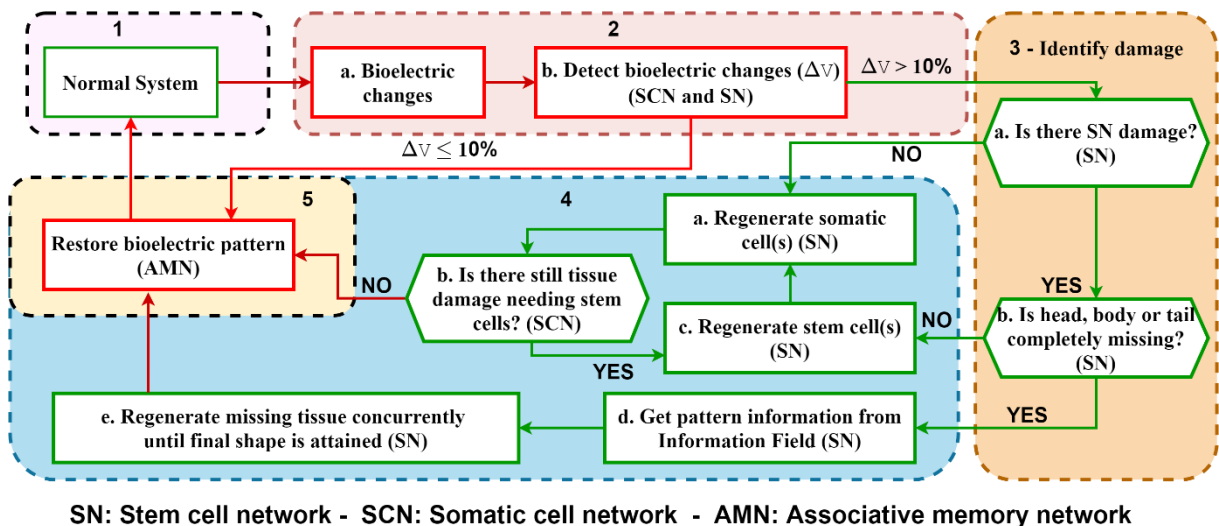 1
Normal System
2
a. Bioelectric
changes
b. Detect bioelectric changes (ΔV)
(SCN and SN)
ΔV > 10%
ΔV ≤ 10%
3 - Identify damage
a. Is there SN damage?
(SN)
NO
YES
b. Is head, body or tail
completely missing?
(SN)
NO
YES
4
a. Regenerate somatic
cell(s) (SN)
b. Is there still tissue
damage needing stem
cells? (SCN)
NO
YES
c. Regenerate stem cell(s)
(SN)
d. Get pattern information from
Information Field (SN)
e. Regenerate missing tissue concurrently
until final shape is attained (SN)
5
Restore bioelectric pattern
(AMN)
SN: Stem cell network - SCN: Somatic cell network - AMN: Associative memory network